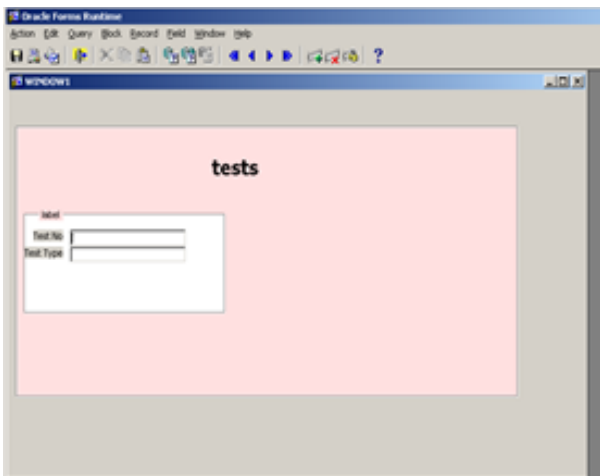 Oracle Forms Runtime
Action Edit Query Block Record Field Window Help
?
WINDOW1
tests
label
Test No
Test Type